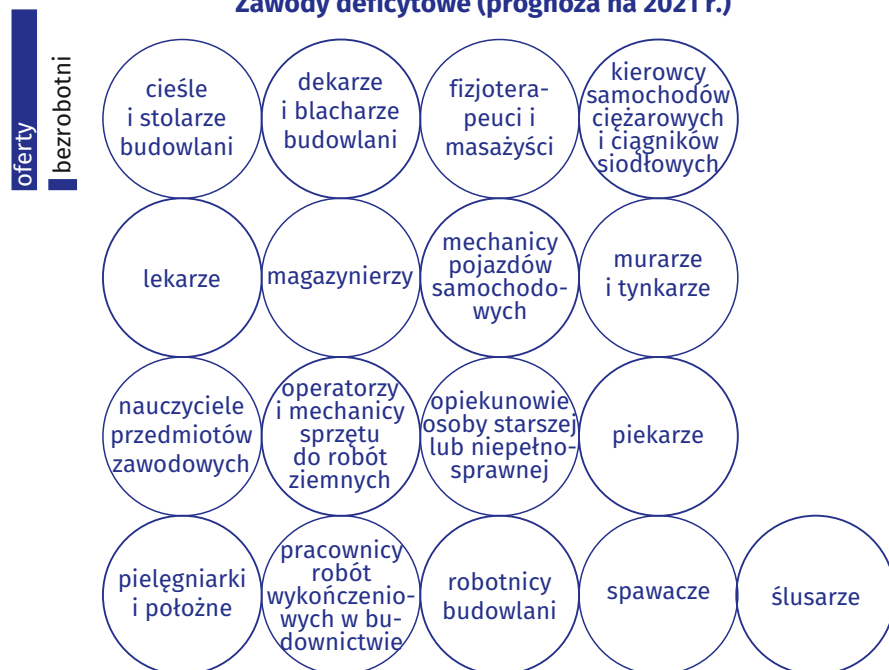 Zawody deficytowe (prognoza na 2021 r.)
oferty
bezrobotni
cieśle
i stolarze
budowlani
dekarze
i blacharze
budowlani
fizjotera-
peuci i
masażyści
kierowcy
samochodów
ciężarowych
i ciągników
siodłowych
lekarze
magazynierzy
mechanicy
pojazdów
samochodo-
wych
murarze
i tynkarze
nauczyciele
przedmiotów
zawodowych
operatorzy
i mechanicy
sprzętu
do robót
ziemnych
opiekunowie
osoby starszej
lub niepełno-
sprawnej
piekarze
pielęgniarki
i położne
pracownicy
robót
wykończenio-
wych w bu-
downictwie
robotnicy
budowlani
spawacze
ślusarze